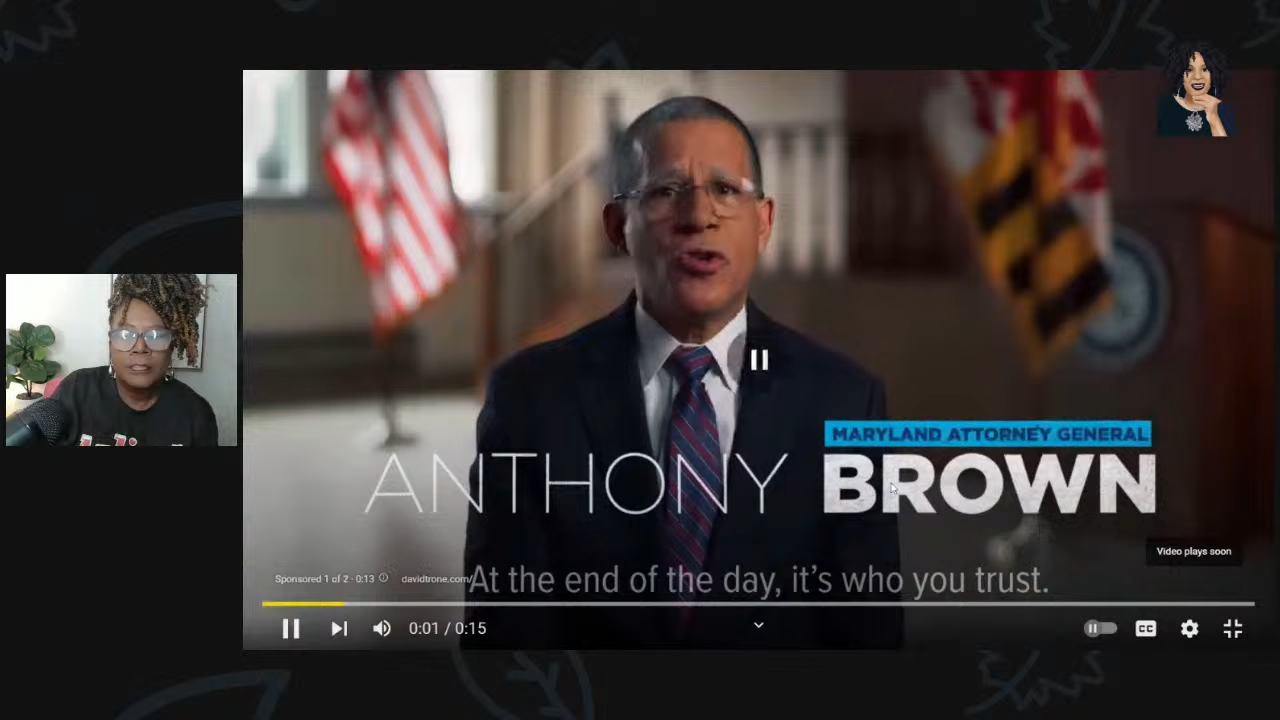 MARYLAND ATTORNEY GENERAL
ANTHONY BROWN
Video plays soon
Sponsored 1 of 2 · 0:13 davidtrone.com/
At the end of the day, it's who you trust.
0:01 / 0:15
CC